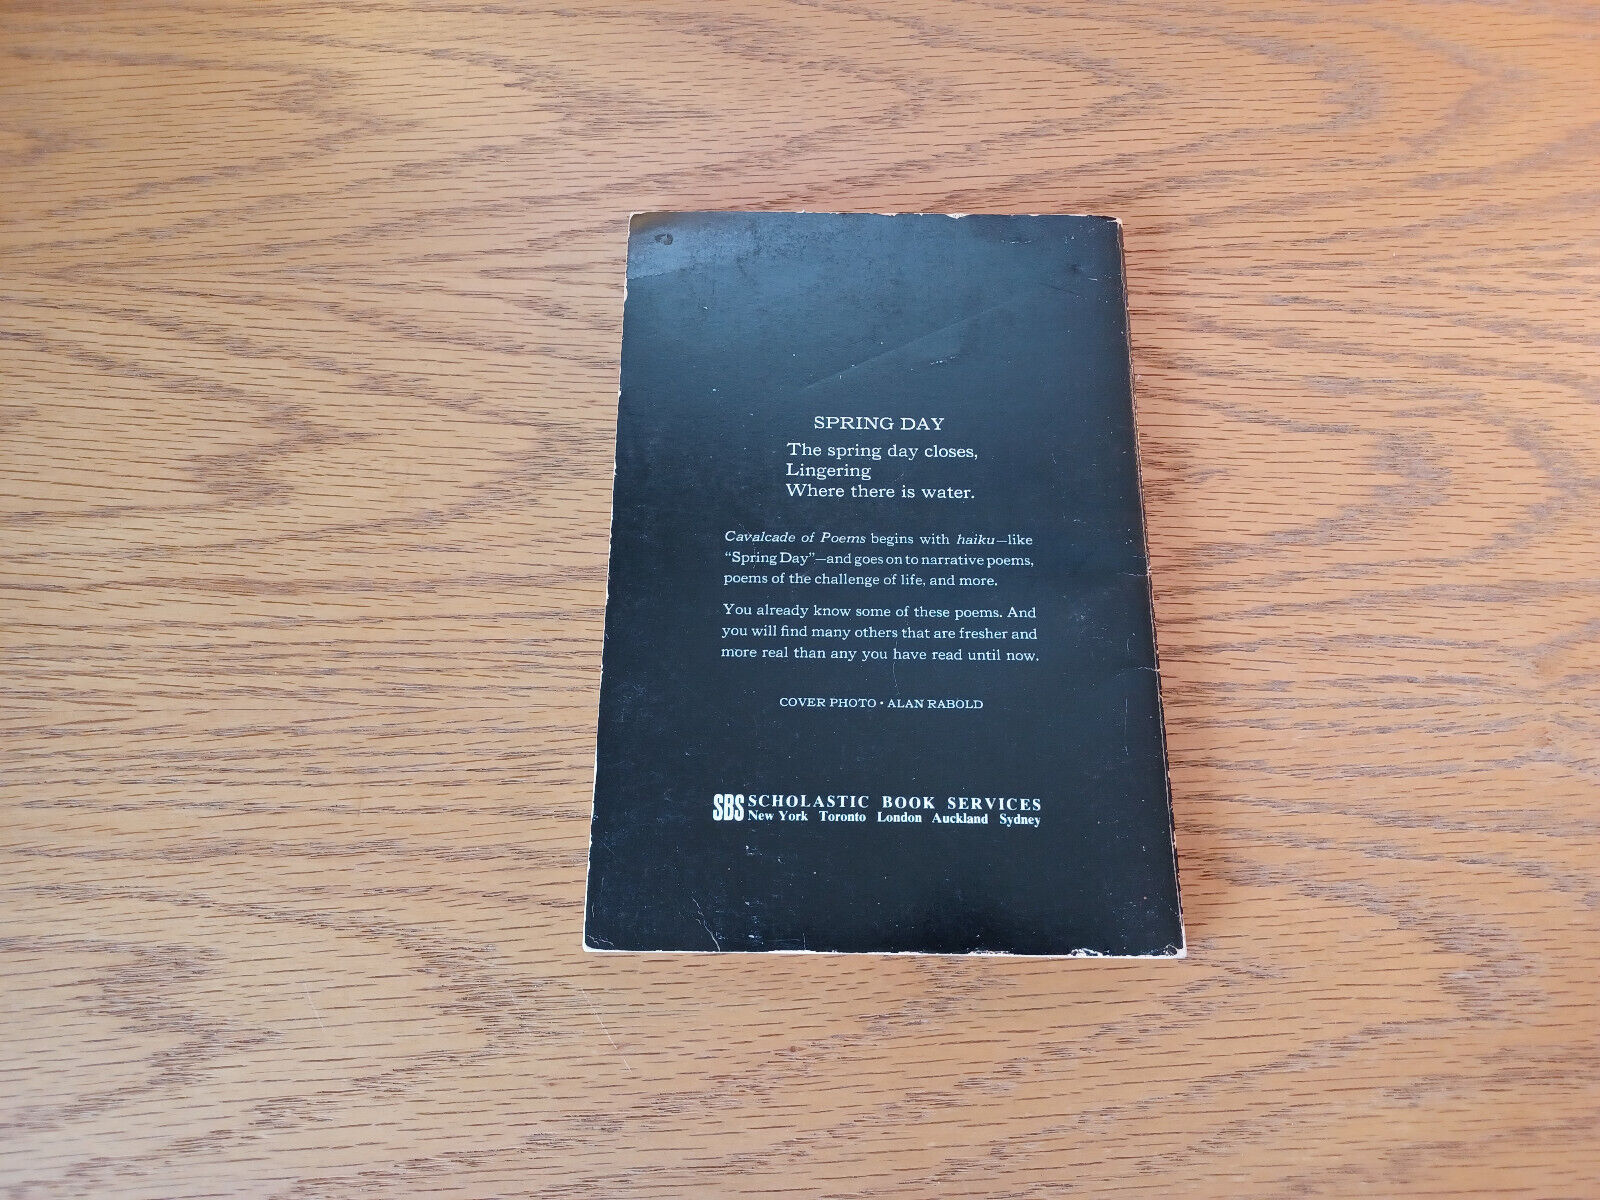 SPRING DAY
The spring day closes,
Lingering
Where there is water.
Cavalcade of Poems begins with haiku—like
“Spring Day”—and goes on to narrative poems,
poems of the challenge of life, and more.
You already know some of these poems. And
you will find many others that are fresher and
more real than any you have read until now.
COVER PHOTO • ALAN RABOLD
SBS SCHOLASTIC BOOK SERVICES
New York Toronto London Auckland Sydney